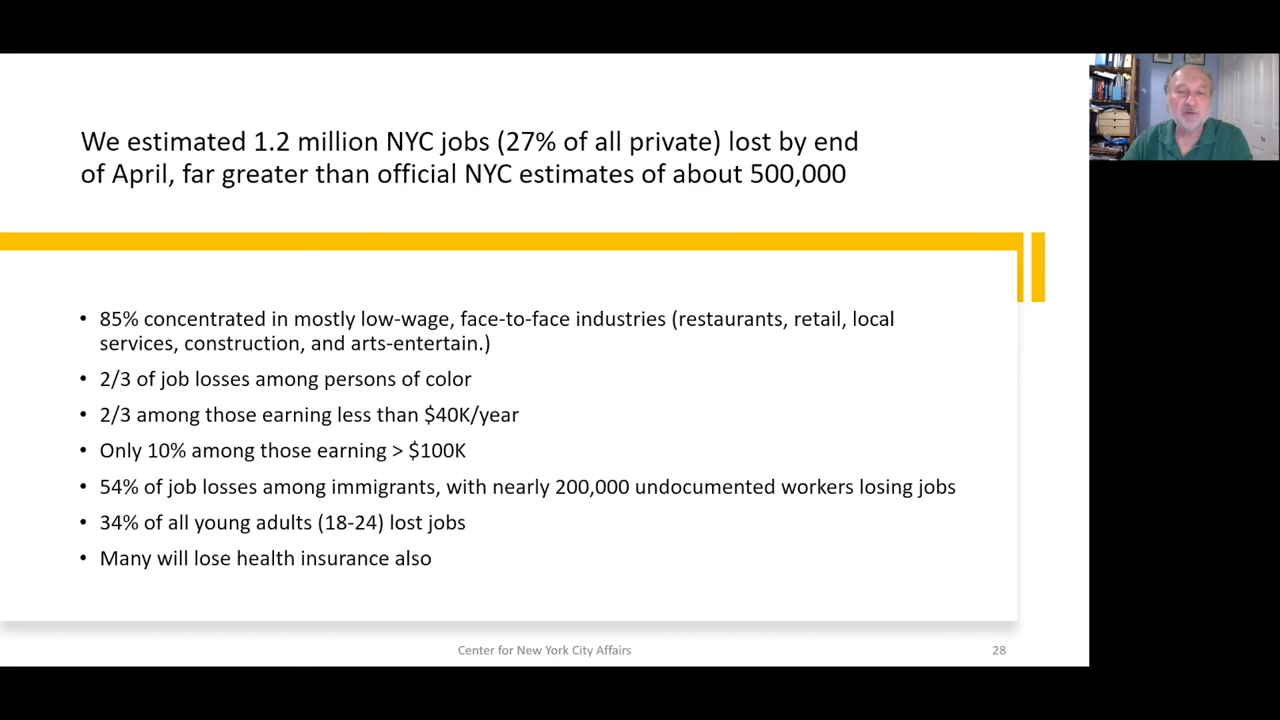 We estimated 1.2 million NYC jobs (27% of all private) lost by end
of April, far greater than official NYC estimates of about 500,000
• 85% concentrated in mostly low-wage, face-to-face industries (restaurants, retail, local
services, construction, and arts-entertain.)
• 2/3 of job losses among persons of color
• 2/3 among those earning less than $40K/year
• Only 10% among those earning > $100K
• 54% of job losses among immigrants, with nearly 200,000 undocumented workers losing jobs
• 34% of all young adults (18-24) lost jobs
• Many will lose health insurance also
Center for New York City Affairs
28